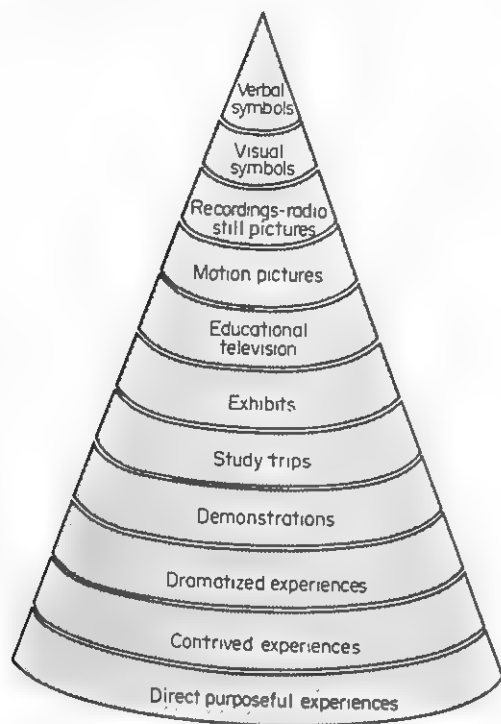 Verbal
symbols
Visual
symbols
Recordings-radio
still pictures
Motion pictures
Educational
television
Exhibits
Study trips
Demonstrations
Dramatized experiences
Contrived experiences
Direct purposeful experiences